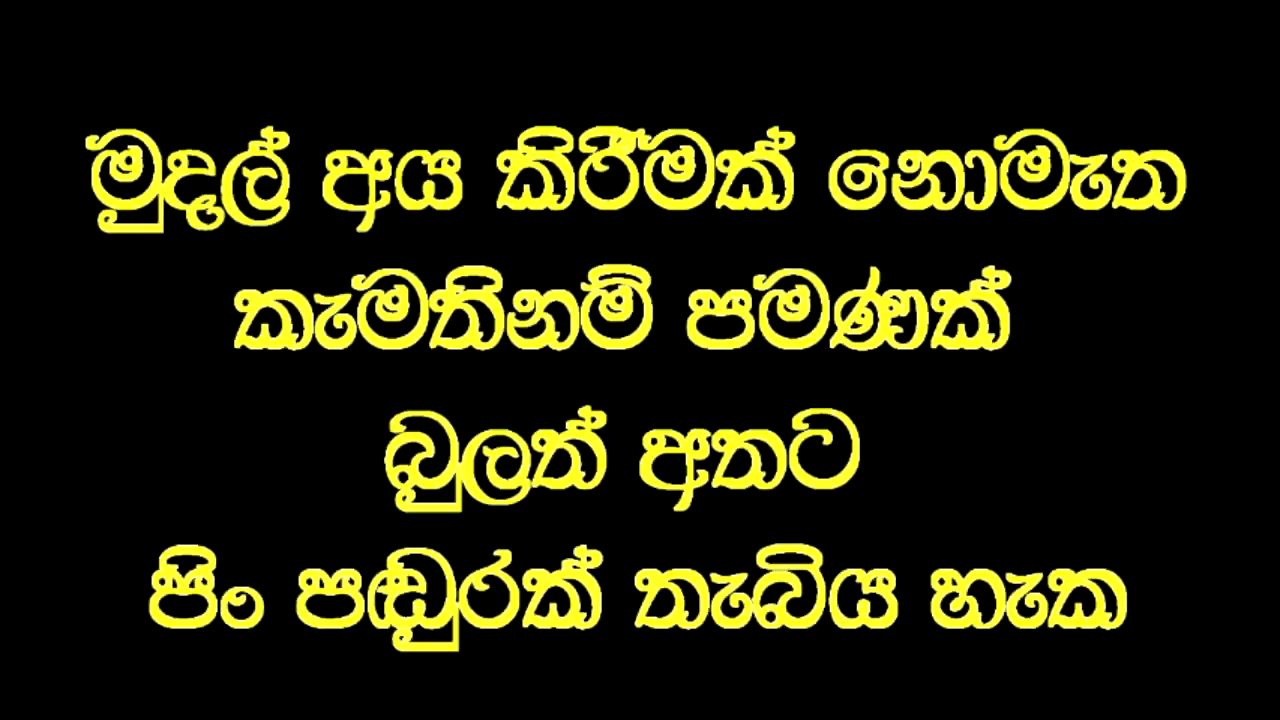 මුදල් අය කිරීමක් නොමැත
කැමතිනම් පමණක්
බුලත් අතට
පිං පඬුරක් තැබිය හැක